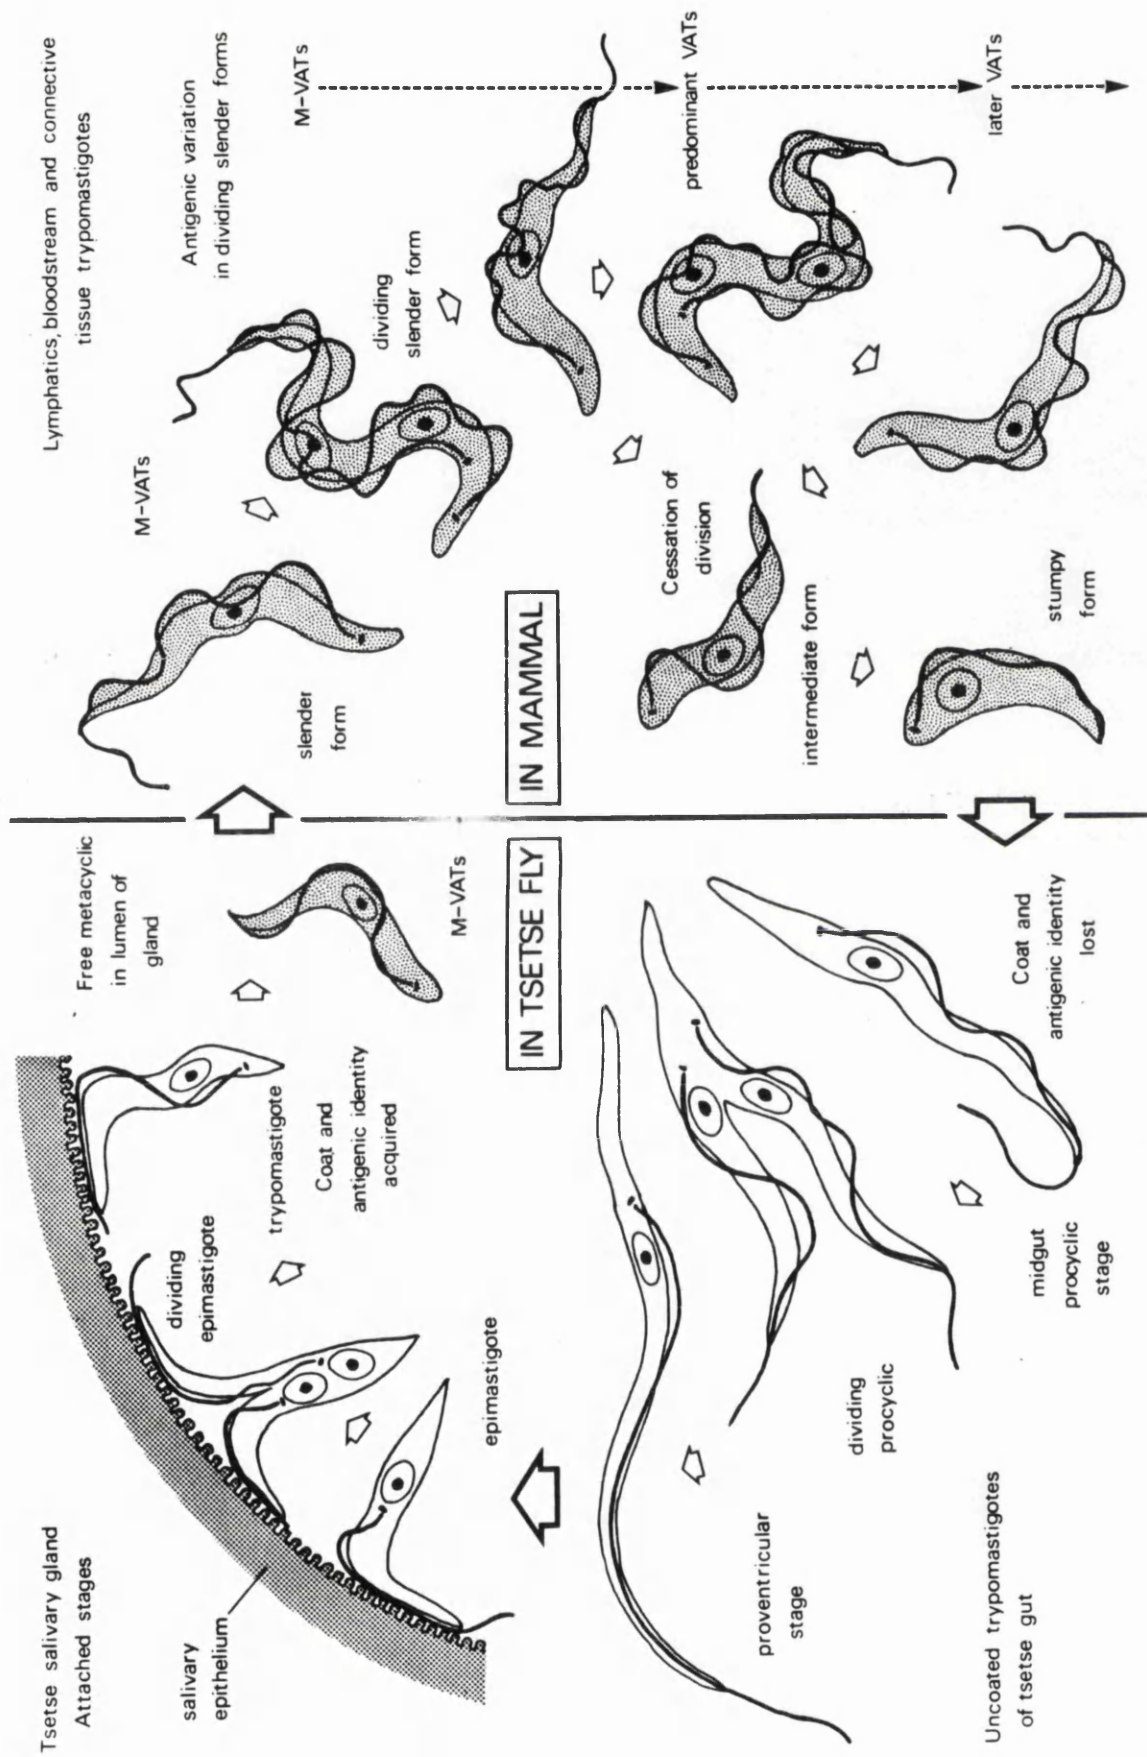 Tsetse salivary gland
Attached stages
salivary
epithelium
dividing
epimastigote
epimastigote
trypomastigote
Coat and
antigenic identity
acquired
Free metacyclic
in lumen of
gland
M-VATs
IN TSETSE FLY
proventricular
stage
dividing
procyclic
midgut
procyclic
stage
Coat and
antigenic identity
lost
Uncoated trypomastigotes
of tsetse gut
Lymphatics, bloodstream and connective
tissue trypomastigotes
M-VATs
Antigenic variation
in dividing slender forms
slender
form
dividing
slender form
M-VATs
IN MAMMAL
Cessation of
division
predominant VATs
intermediate form
stumpy
form
later VATs